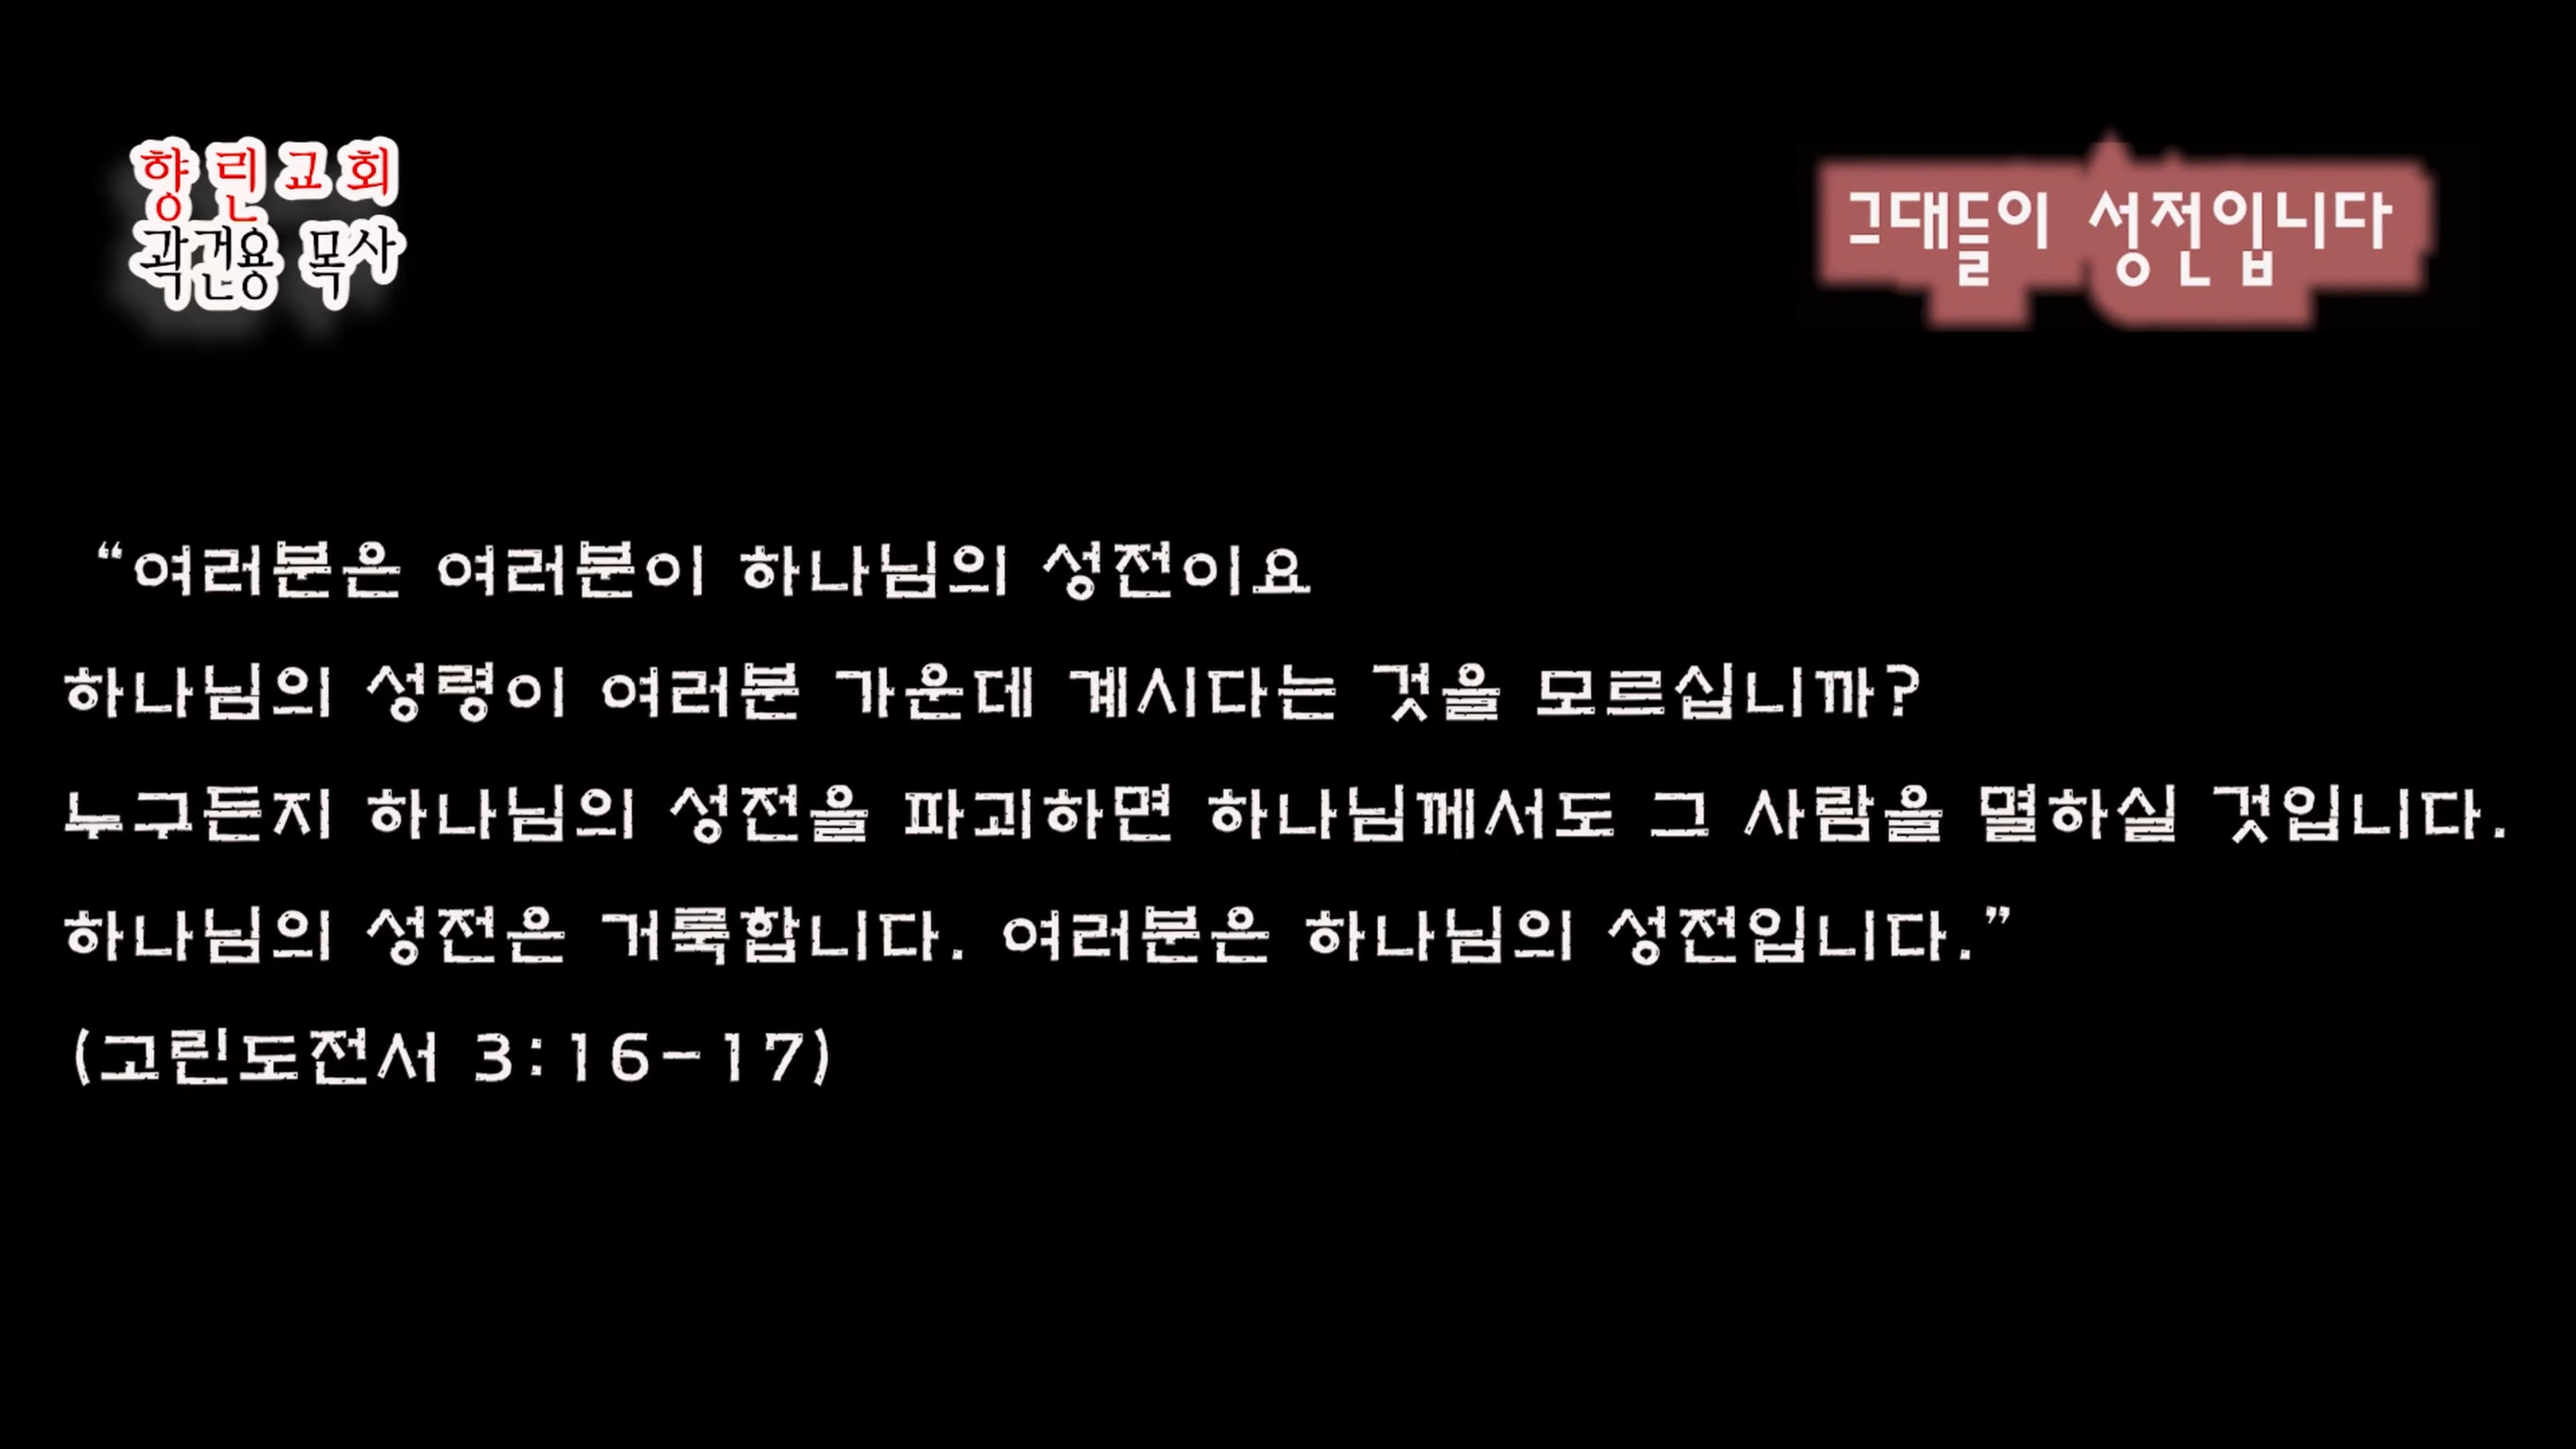 향린교회
곽건용 목사
그대들이 성전입니다
“여러분은 여러분이 하나님의 성전이요
하나님의 성령이 여러분 가운데 계시다는 것을 모르십니까?
누구든지 하나님의 성전을 파괴하면 하나님께서도 그 사람을 멸하실 것입니다.
하나님의 성전은 거룩합니다. 여러분은 하나님의 성전입니다.”
(고린도전서 3:16-17)